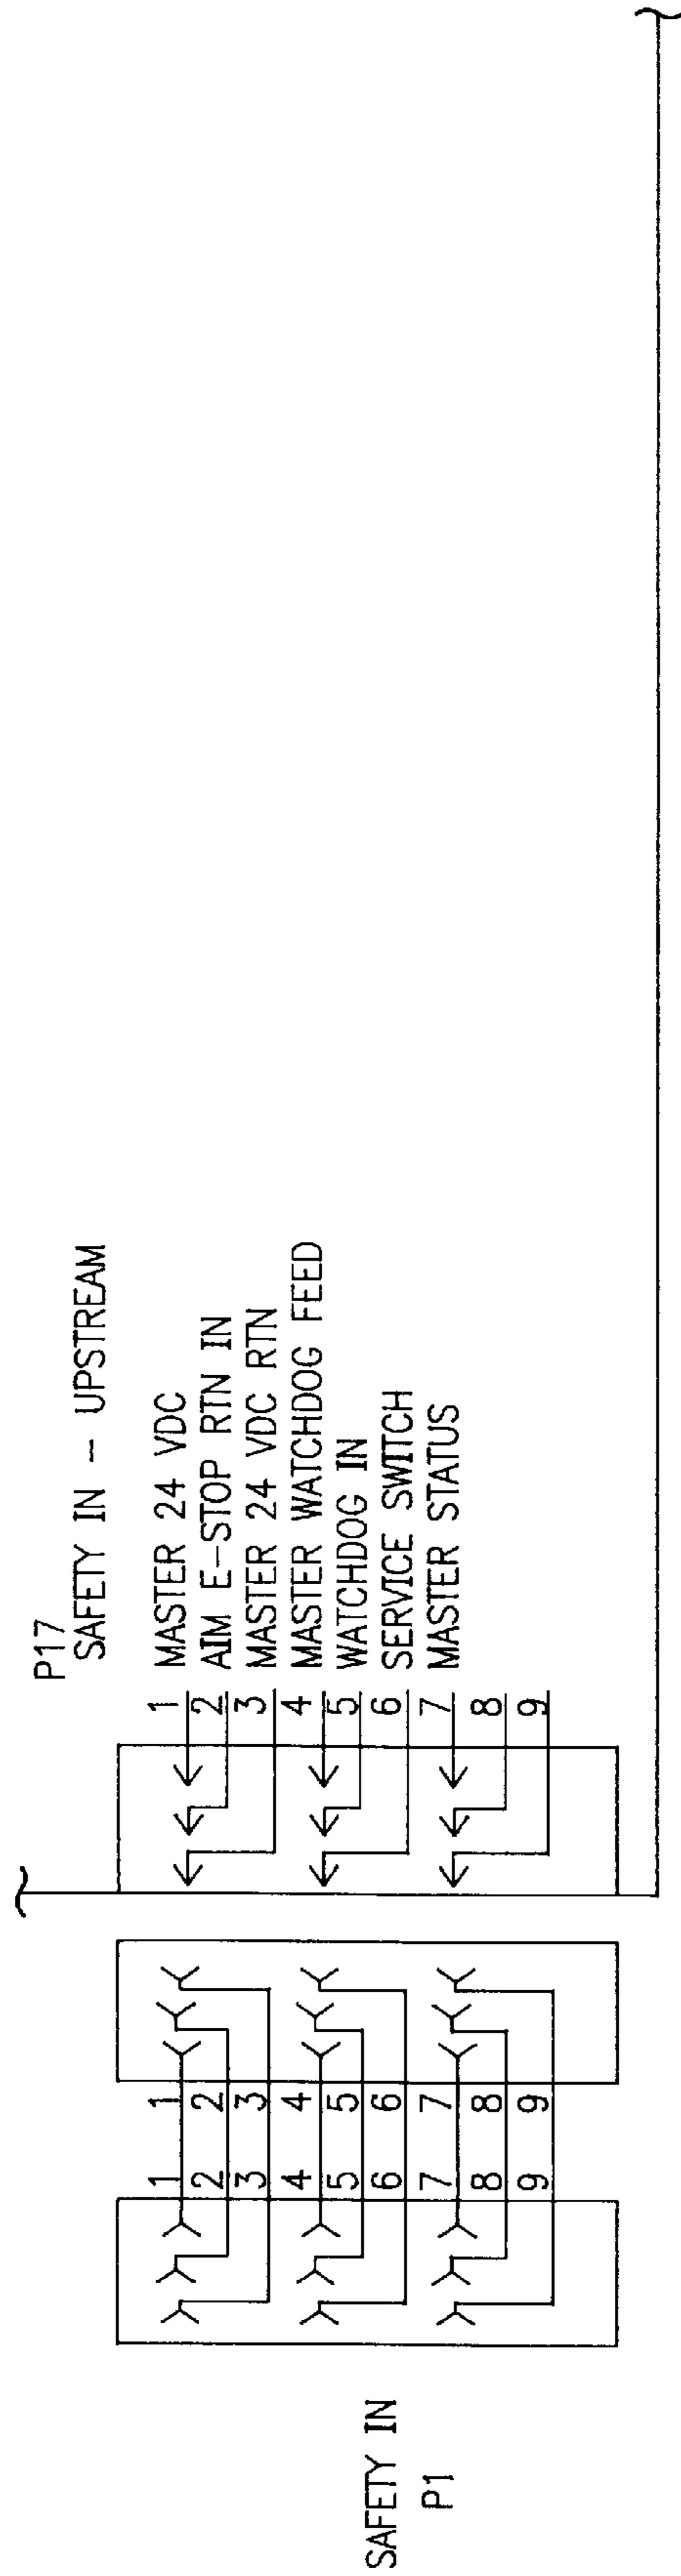 P17
SAFETY IN – UPSTREAM
1 MASTER 24 VDC
2 AIM E–STOP RTN IN
3 MASTER 24 VDC RTN
4 MASTER WATCHDOG FEED
5 WATCHDOG IN
6 SERVICE SWITCH
7 MASTER STATUS
8
9
1 1
2 2
3 3
4 4
5 5
6 6
7 7
8 8
9 9
SAFETY IN
P1